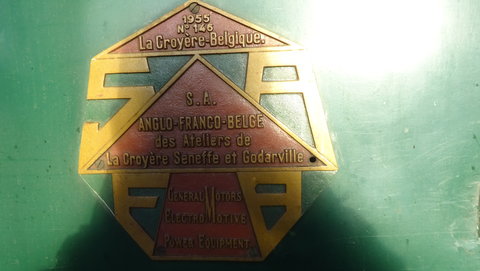 1955
N° 146
La Croyère-Belgique.
S A
S.A.
ANGLO-FRANCO-BELGE
des Ateliers de
La Croyère Seneffe et Godarville
F B
GENERAL MOTORS
ELECTRO MOTIVE
POWER EQUIPMENT